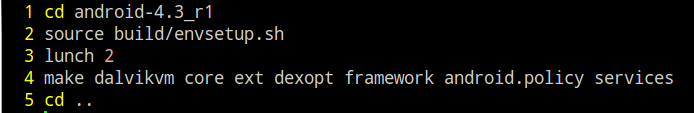 1 cd android-4.3_r1
2 source build/envsetup.sh
3 lunch 2
4 make dalvikvm core ext dexopt framework android.policy services
5 cd ..